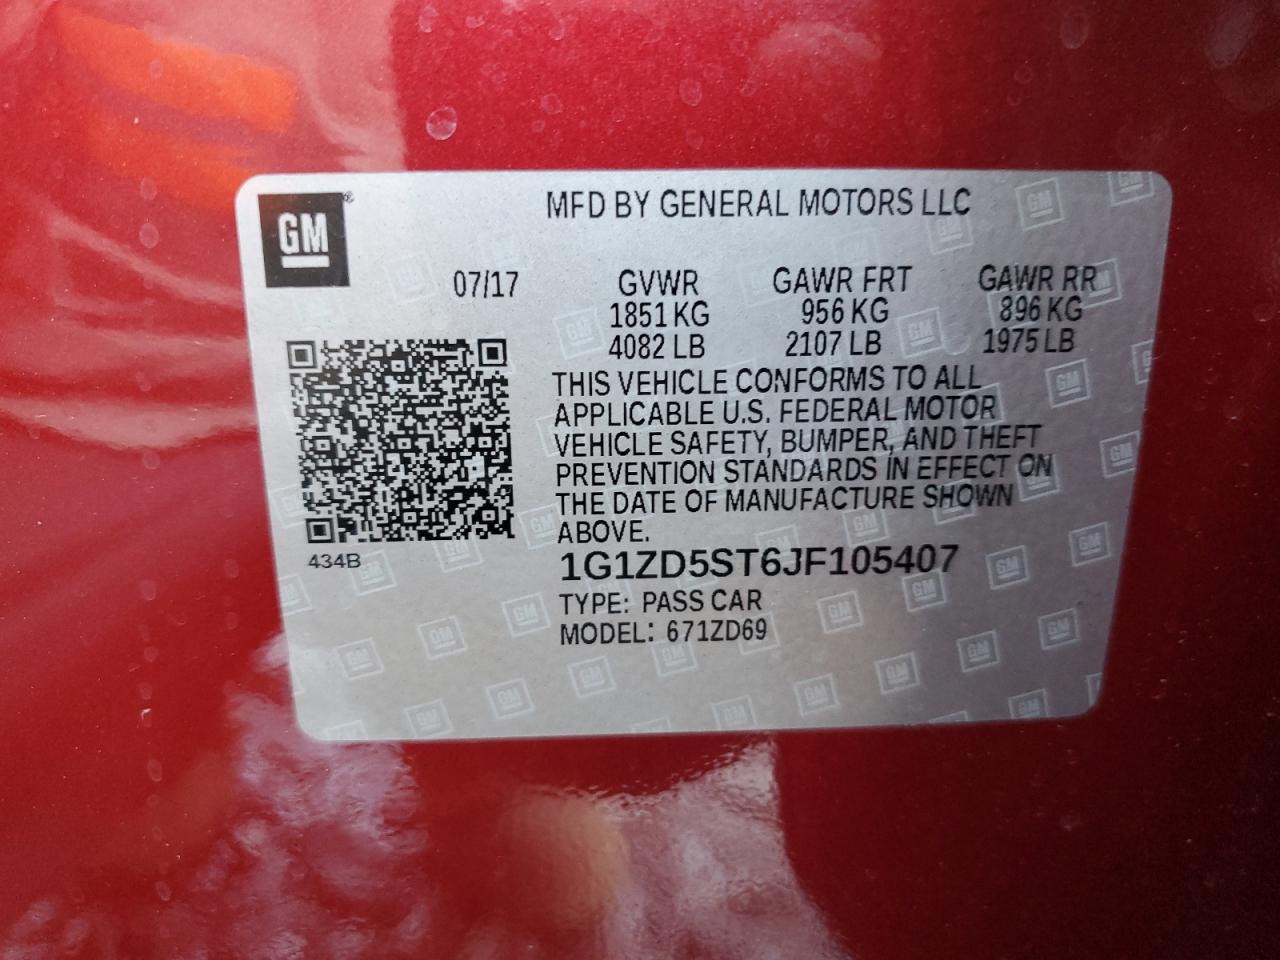 GM®
MFD BY GENERAL MOTORS LLC
07/17 GVWR GAWR FRT GAWR RR
1851 KG 956 KG 896 KG
4082 LB 2107 LB 1975 LB
THIS VEHICLE CONFORMS TO ALL
APPLICABLE U.S. FEDERAL MOTOR
VEHICLE SAFETY, BUMPER, AND THEFT
PREVENTION STANDARDS IN EFFECT ON
THE DATE OF MANUFACTURE SHOWN
ABOVE.
434B
1G1ZD5ST6JF105407
TYPE: PASS CAR
MODEL: 671ZD69